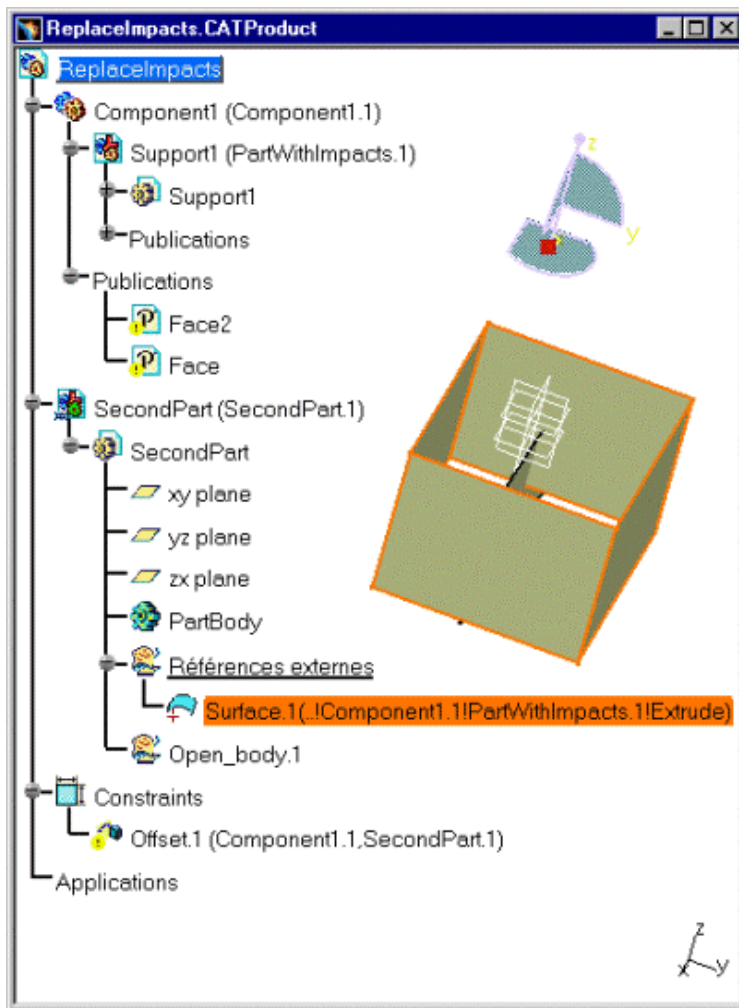 ReplaceImpacts.CATProduct
ReplaceImpacts
Component1 (Component1.1)
Support1 (PartWithImpacts.1)
Support1
Publications
Publications
Face2
Face
SecondPart (SecondPart.1)
SecondPart
xy plane
yz plane
zx plane
PartBody
Références externes
Surface.1(..!Component1.1!PartWithImpacts.1!Extrude)
Open_body.1
Constraints
Offset.1 (Component1.1,SecondPart.1)
Applications
z
y
z
x
y